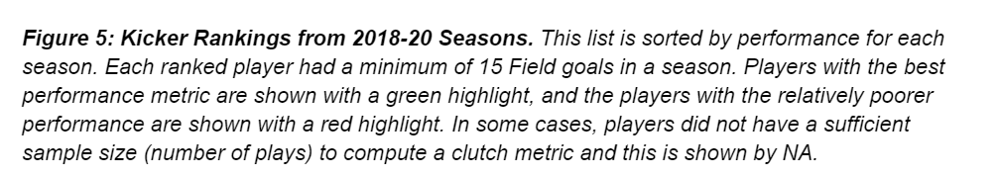 Figure 5: Kicker Rankings from 2018-20 Seasons. This list is sorted by performance for each
season. Each ranked player had a minimum of 15 Field goals in a season. Players with the best
performance metric are shown with a green highlight, and the players with the relatively poorer
performance are shown with a red highlight. In some cases, players did not have a sufficient
sample size (number of plays) to compute a clutch metric and this is shown by NA.